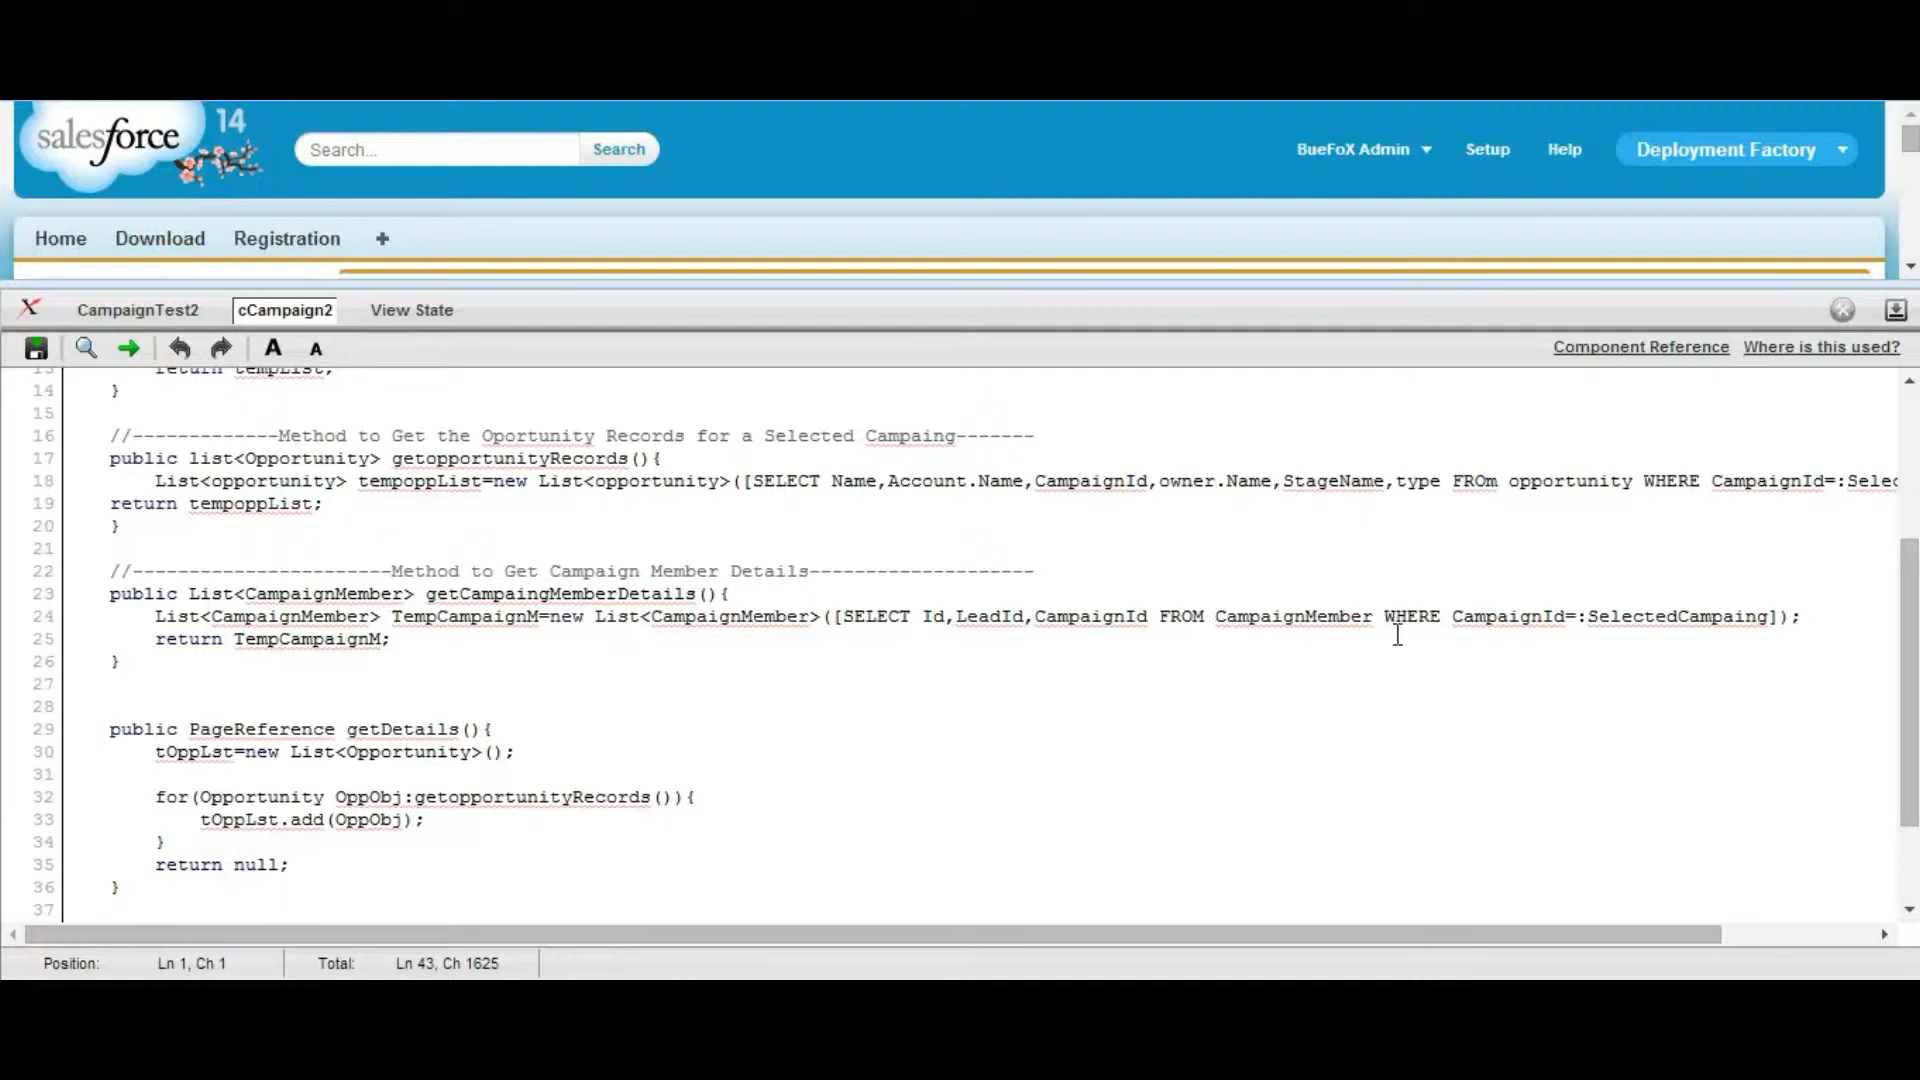 salesforce
14
Search...
Search
BueFoX Admin
Setup
Help
Deployment Factory
Home
Download
Registration
+
CampaignTest2
cCampaign2
View State
A
A
Component Reference
Where is this used?
13 return tempList;
14 }
15
16 //-------------Method to Get the Oportunity Records for a Selected Campaing-------
17 public list<Opportunity> getopportunityRecords(){
18 List<opportunity> tempoppList=new List<opportunity>([SELECT Name,Account.Name,CampaignId,owner.Name,StageName,type FROm opportunity WHERE CampaignId=:Selec
19 return tempoppList;
20 }
21
22 //-----------------------Method to Get Campaign Member Details--------------------
23 public List<CampaignMember> getCampaingMemberDetails(){
24 List<CampaignMember> TempCampaignM=new List<CampaignMember>([SELECT Id,LeadId,CampaignId FROM CampaignMember WHERE CampaignId=:SelectedCampaing]);
25 return TempCampaignM;
26 }
27
28
29 public PageReference getDetails(){
30 tOppLst=new List<Opportunity>();
31
32 for(Opportunity OppObj:getopportunityRecords()){
33 tOppLst.add(OppObj);
34 }
35 return null;
36 }
37
Position: Ln 1, Ch 1 Total: Ln 43, Ch 1625